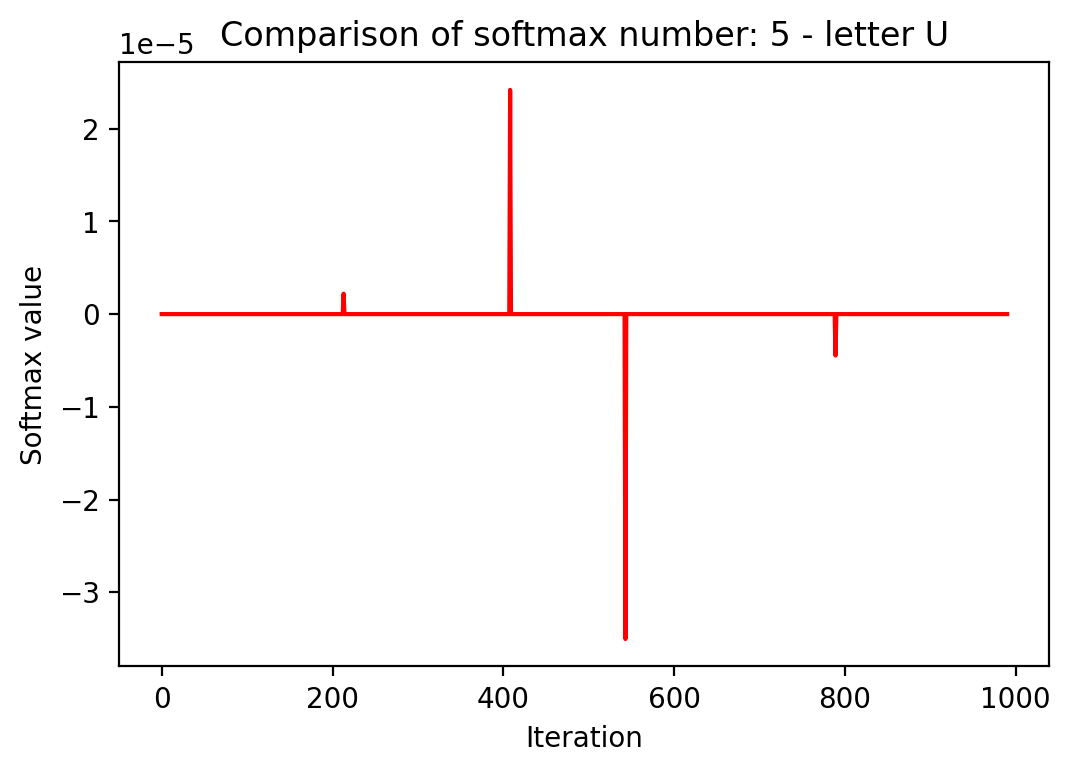 Comparison of softmax number: 5 - letter U
1e−5
2
1
0
−1
−2
−3
Softmax value
0 200 400 600 800 1000
Iteration